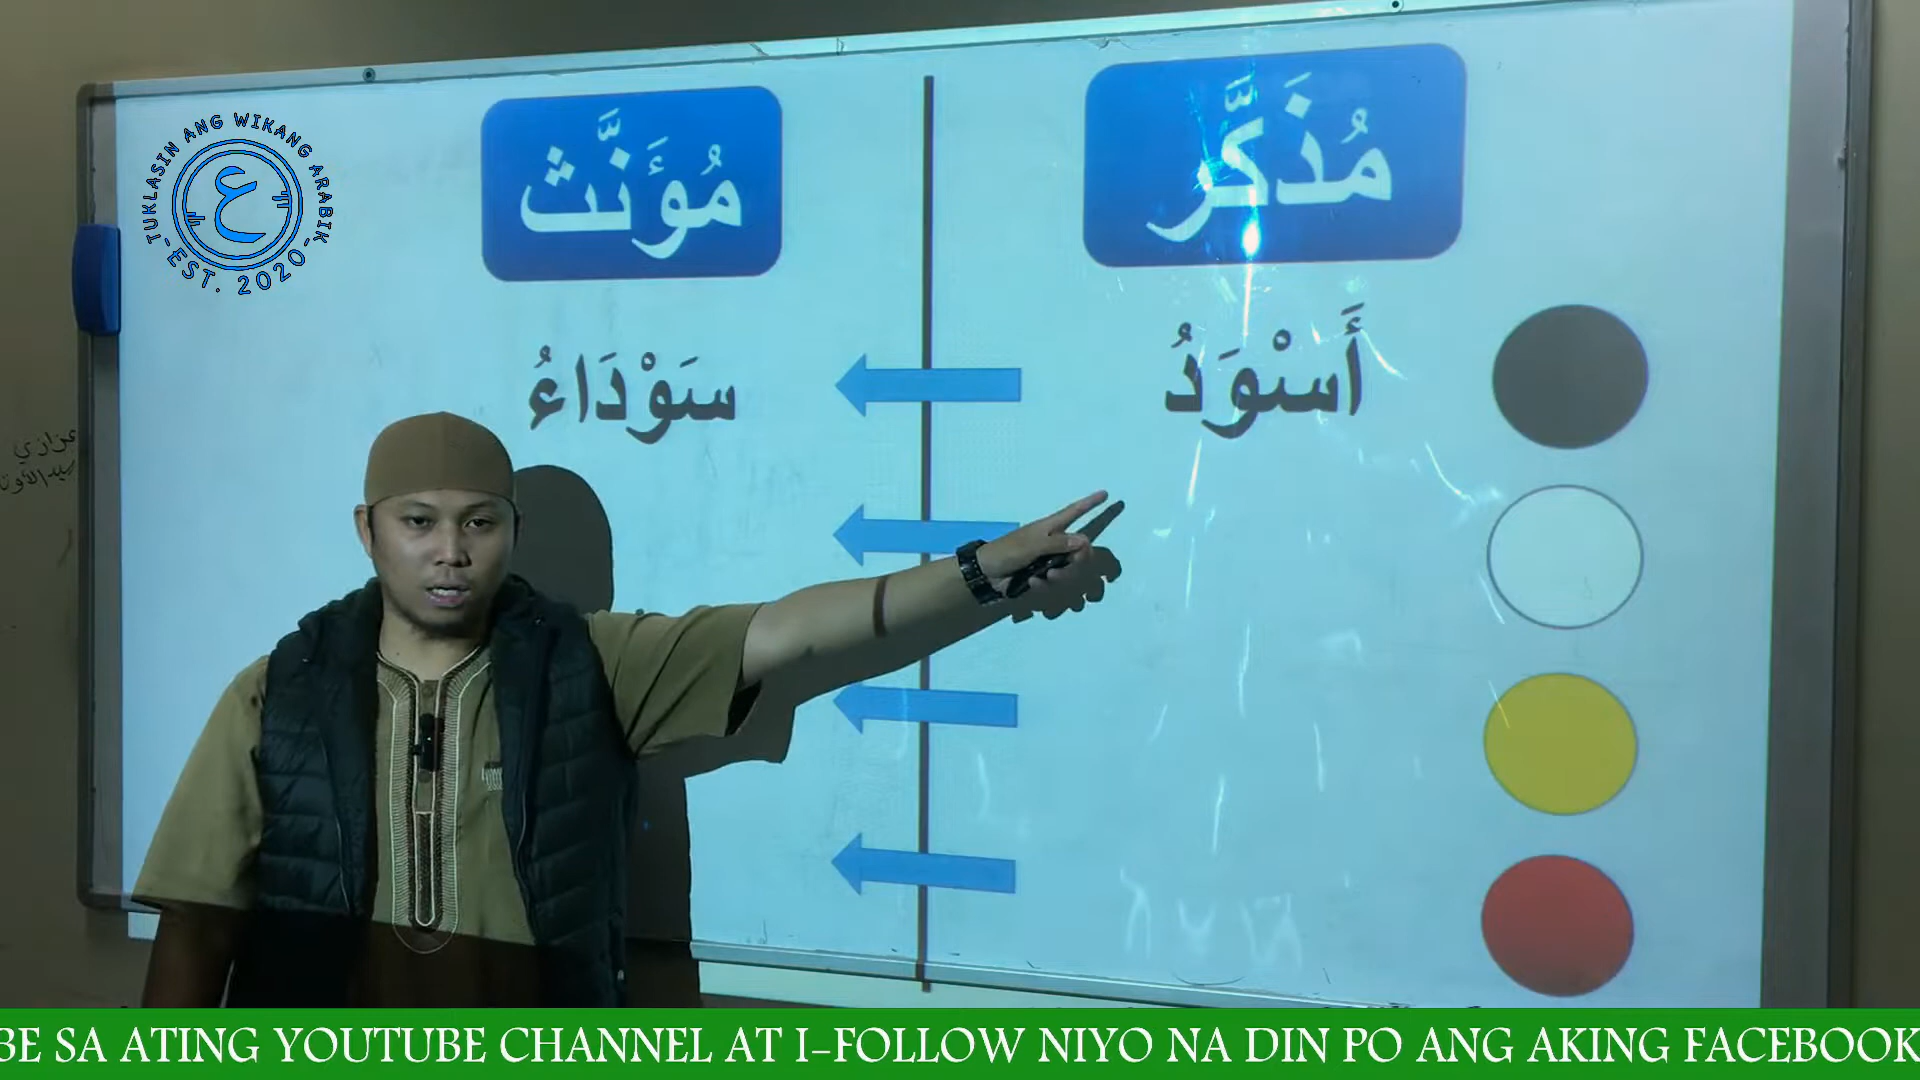 TUKLASIN ANG WIKANG ARABIK
ع
-EST. 2020-
مُذَكَّر
مُؤَنَّث
أَسْوَدُ
سَوْدَاءُ
BE SA ATING YOUTUBE CHANNEL AT I-FOLLOW NIYO NA DIN PO ANG AKING FACEBOOK